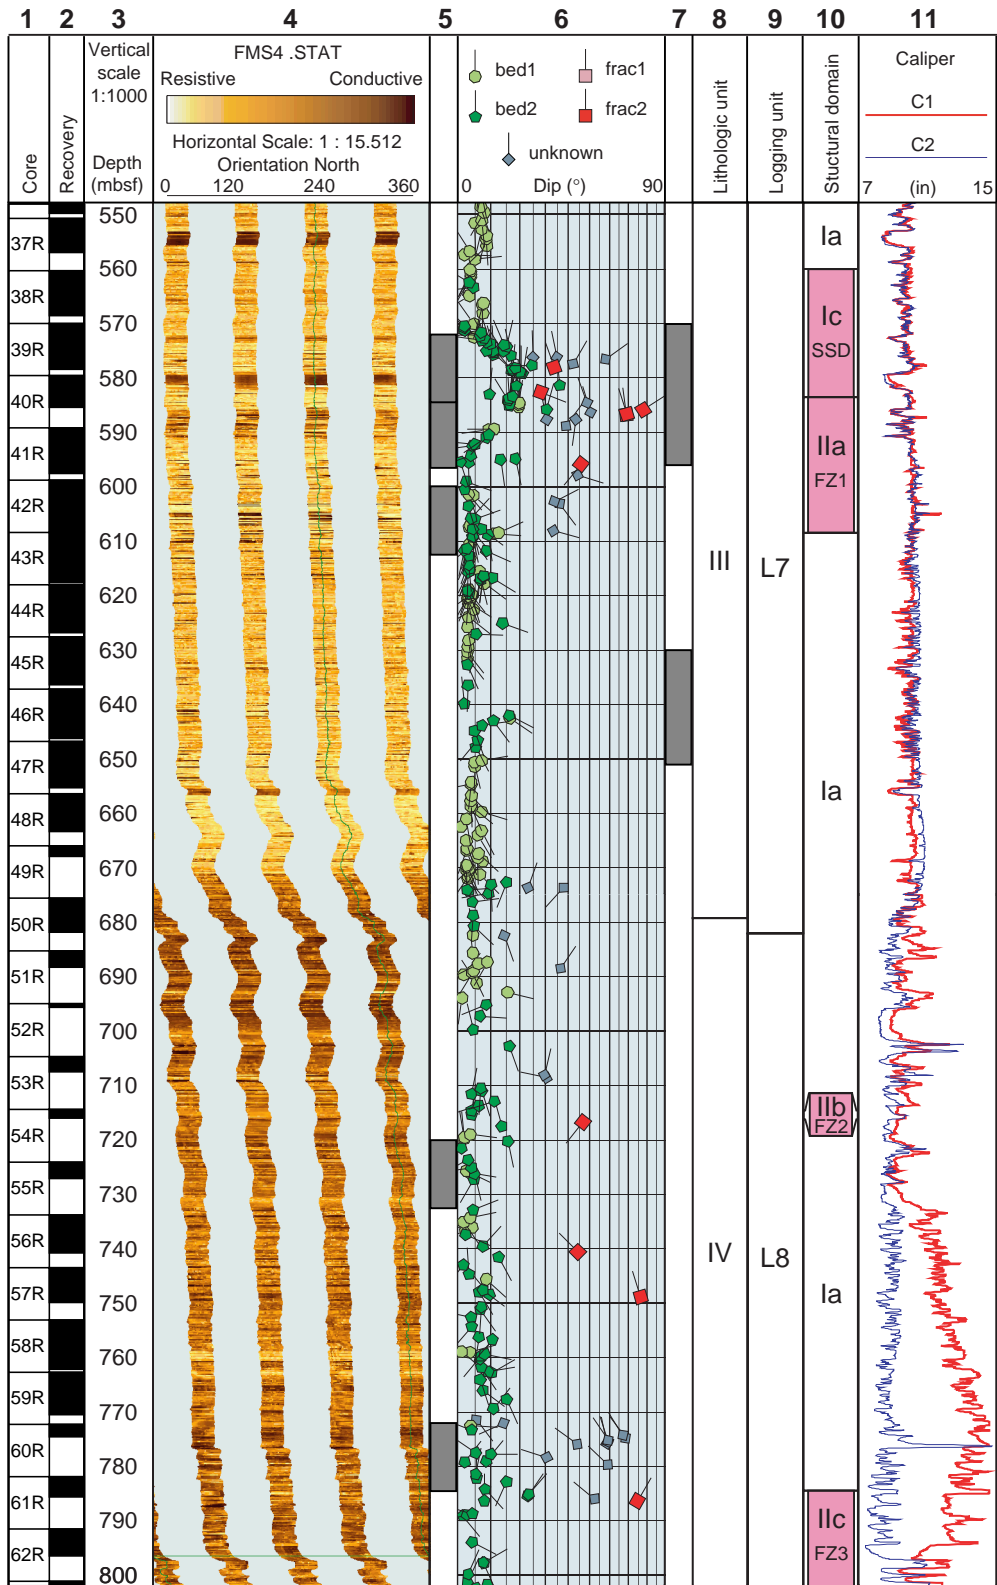 1 2 3 4 5 6 7 8 9 10 11
Core
Recovery
Vertical
scale
1:1000
Depth
(mbsf)
FMS4 .STAT
Resistive Conductive
Horizontal Scale: 1 : 15.512
Orientation North
0 120 240 360
bed1 frac1
bed2 frac2
unknown
0 Dip (°) 90
Lithologic unit
Logging unit
Stuctural domain
Caliper
C1
C2
7 (in) 15
37R
38R
39R
40R
41R
42R
43R
44R
45R
46R
47R
48R
49R
50R
51R
52R
53R
54R
55R
56R
57R
58R
59R
60R
61R
62R
550
560
570
580
590
600
610
620
630
640
650
660
670
680
690
700
710
720
730
740
750
760
770
780
790
800
III
IV
L7
L8
Ia
Ic
SSD
IIa
FZ1
Ia
IIb
FZ2
Ia
IIc
FZ3